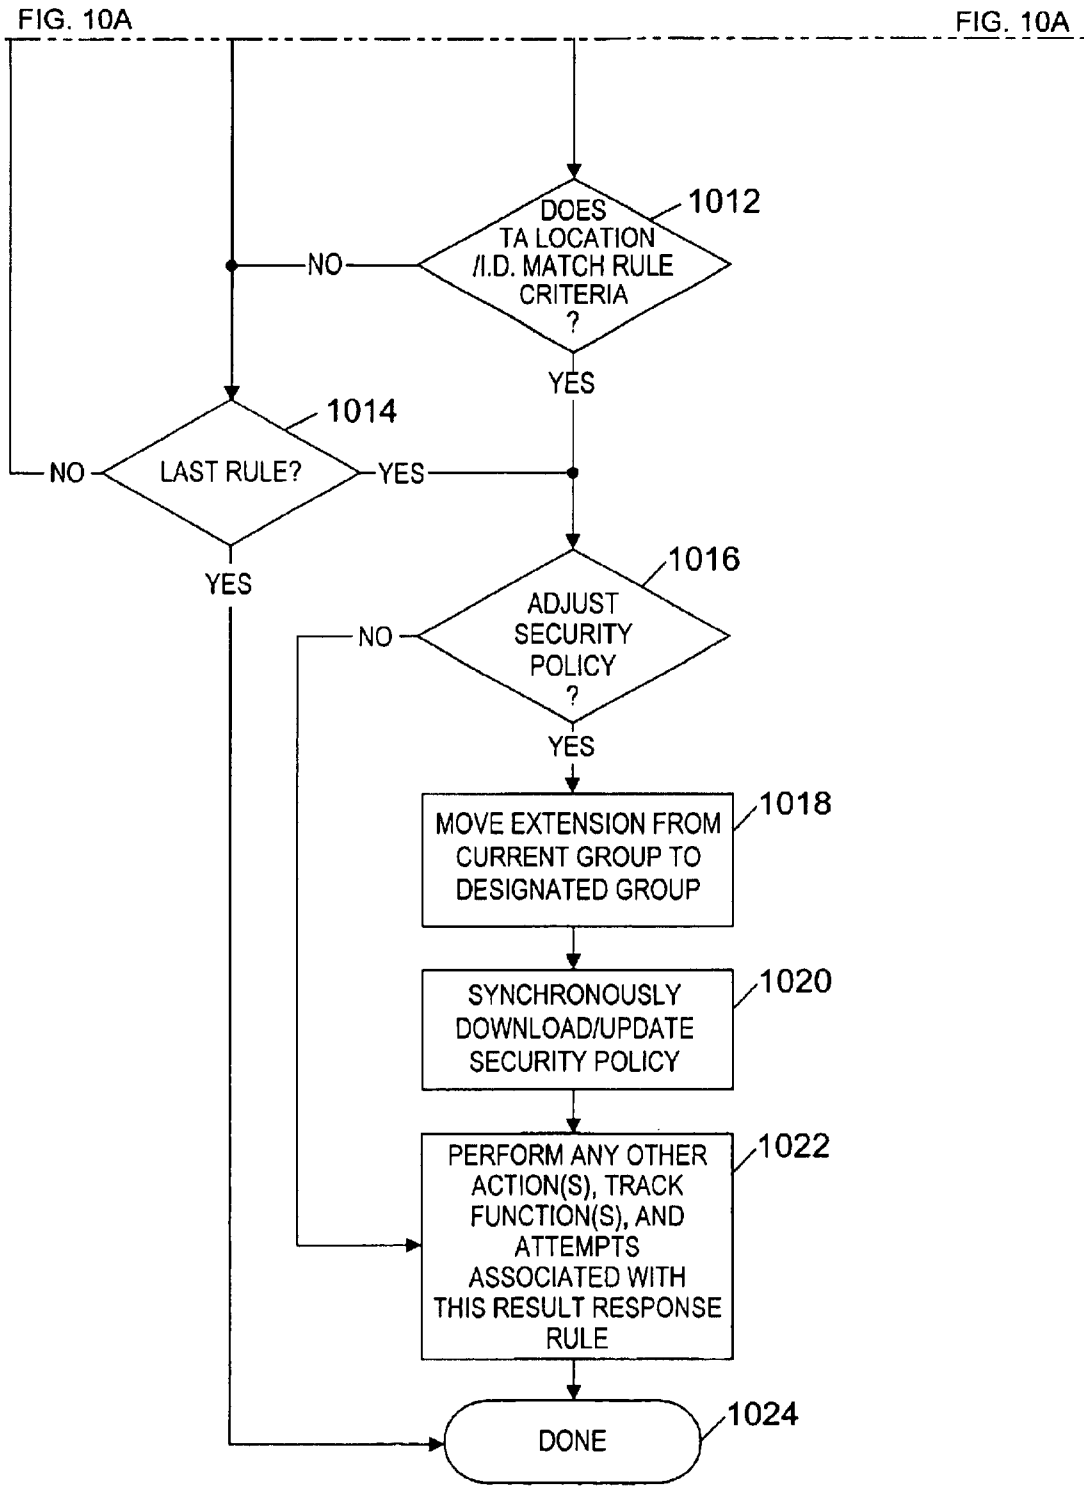 FIG. 10A
FIG. 10A
1012
DOES
TA LOCATION
/I.D. MATCH RULE
CRITERIA
?
NO
YES
1014
LAST RULE?
NO
YES
YES
1016
ADJUST
SECURITY
POLICY
?
NO
YES
1018
MOVE EXTENSION FROM
CURRENT GROUP TO
DESIGNATED GROUP
1020
SYNCHRONOUSLY
DOWNLOAD/UPDATE
SECURITY POLICY
1022
PERFORM ANY OTHER
ACTION(S), TRACK
FUNCTION(S), AND
ATTEMPTS
ASSOCIATED WITH
THIS RESULT RESPONSE
RULE
1024
DONE